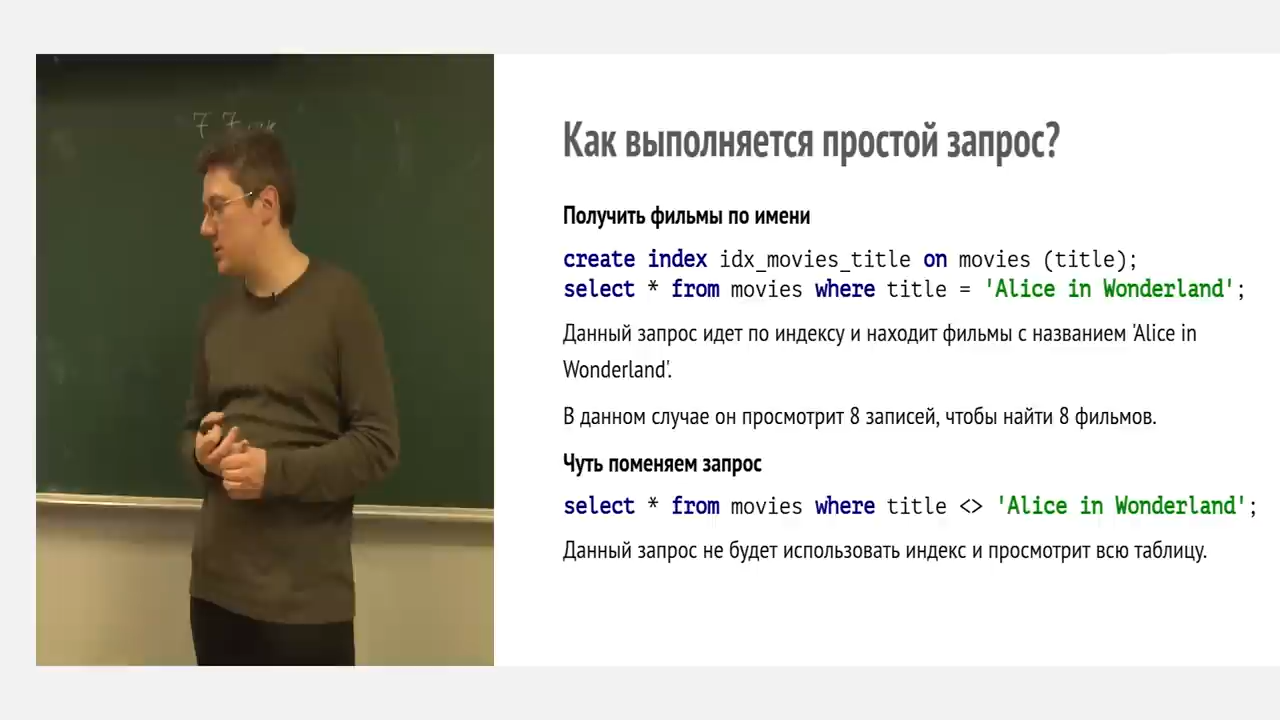 7 7
Как выполняется простой запрос?
Получить фильмы по имени
create index idx_movies_title on movies (title);
select * from movies where title = 'Alice in Wonderland';
Данный запрос идет по индексу и находит фильмы с названием 'Alice in
Wonderland'.
В данном случае он просмотрит 8 записей, чтобы найти 8 фильмов.
Чуть поменяем запрос
select * from movies where title <> 'Alice in Wonderland';
Данный запрос не будет использовать индекс и просмотрит всю таблицу.